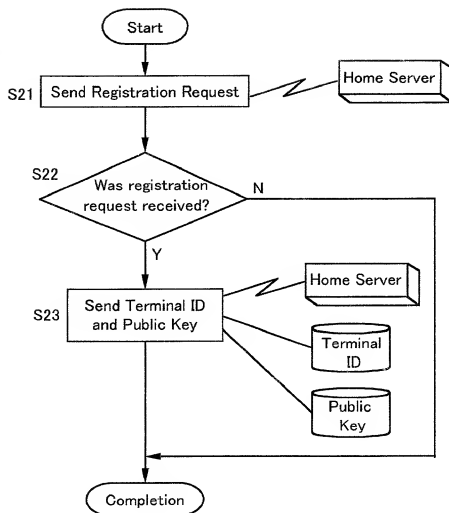 Start
S21
Send Registration Request
Home Server
S22
Was registration
request received?
N
Y
S23
Send Terminal ID
and Public Key
Home Server
Terminal
ID
Public
Key
Completion